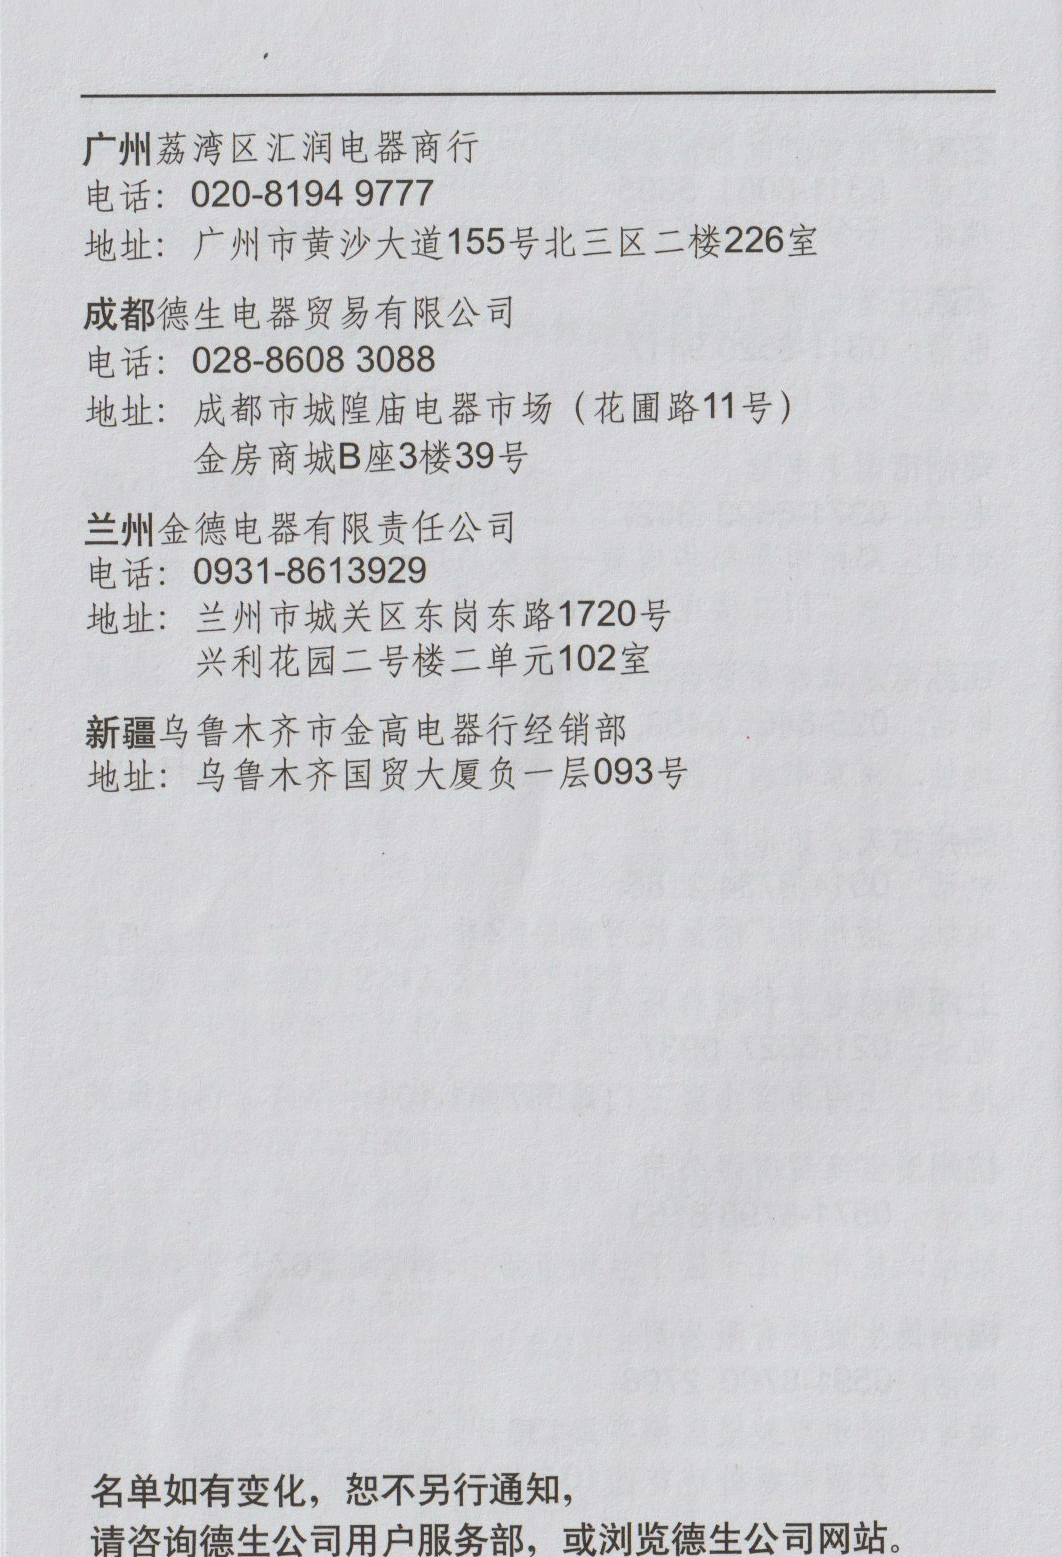 广州荔湾区汇润电器商行
电话：020-8194 9777
地址：广州市黄沙大道155号北三区二楼226室
成都德生电器贸易有限公司
电话：028-8608 3088
地址：成都市城隍庙电器市场（花圃路11号）
金房商城B座3楼39号
兰州金德电器有限责任公司
电话：0931-8613929
地址：兰州市城关区东岗东路1720号
兴利花园二号楼二单元102室
新疆乌鲁木齐市金高电器行经销部
地址：乌鲁木齐国贸大厦负一层093号
名单如有变化，恕不另行通知，
请咨询德生公司用户服务部，或浏览德生公司网站。